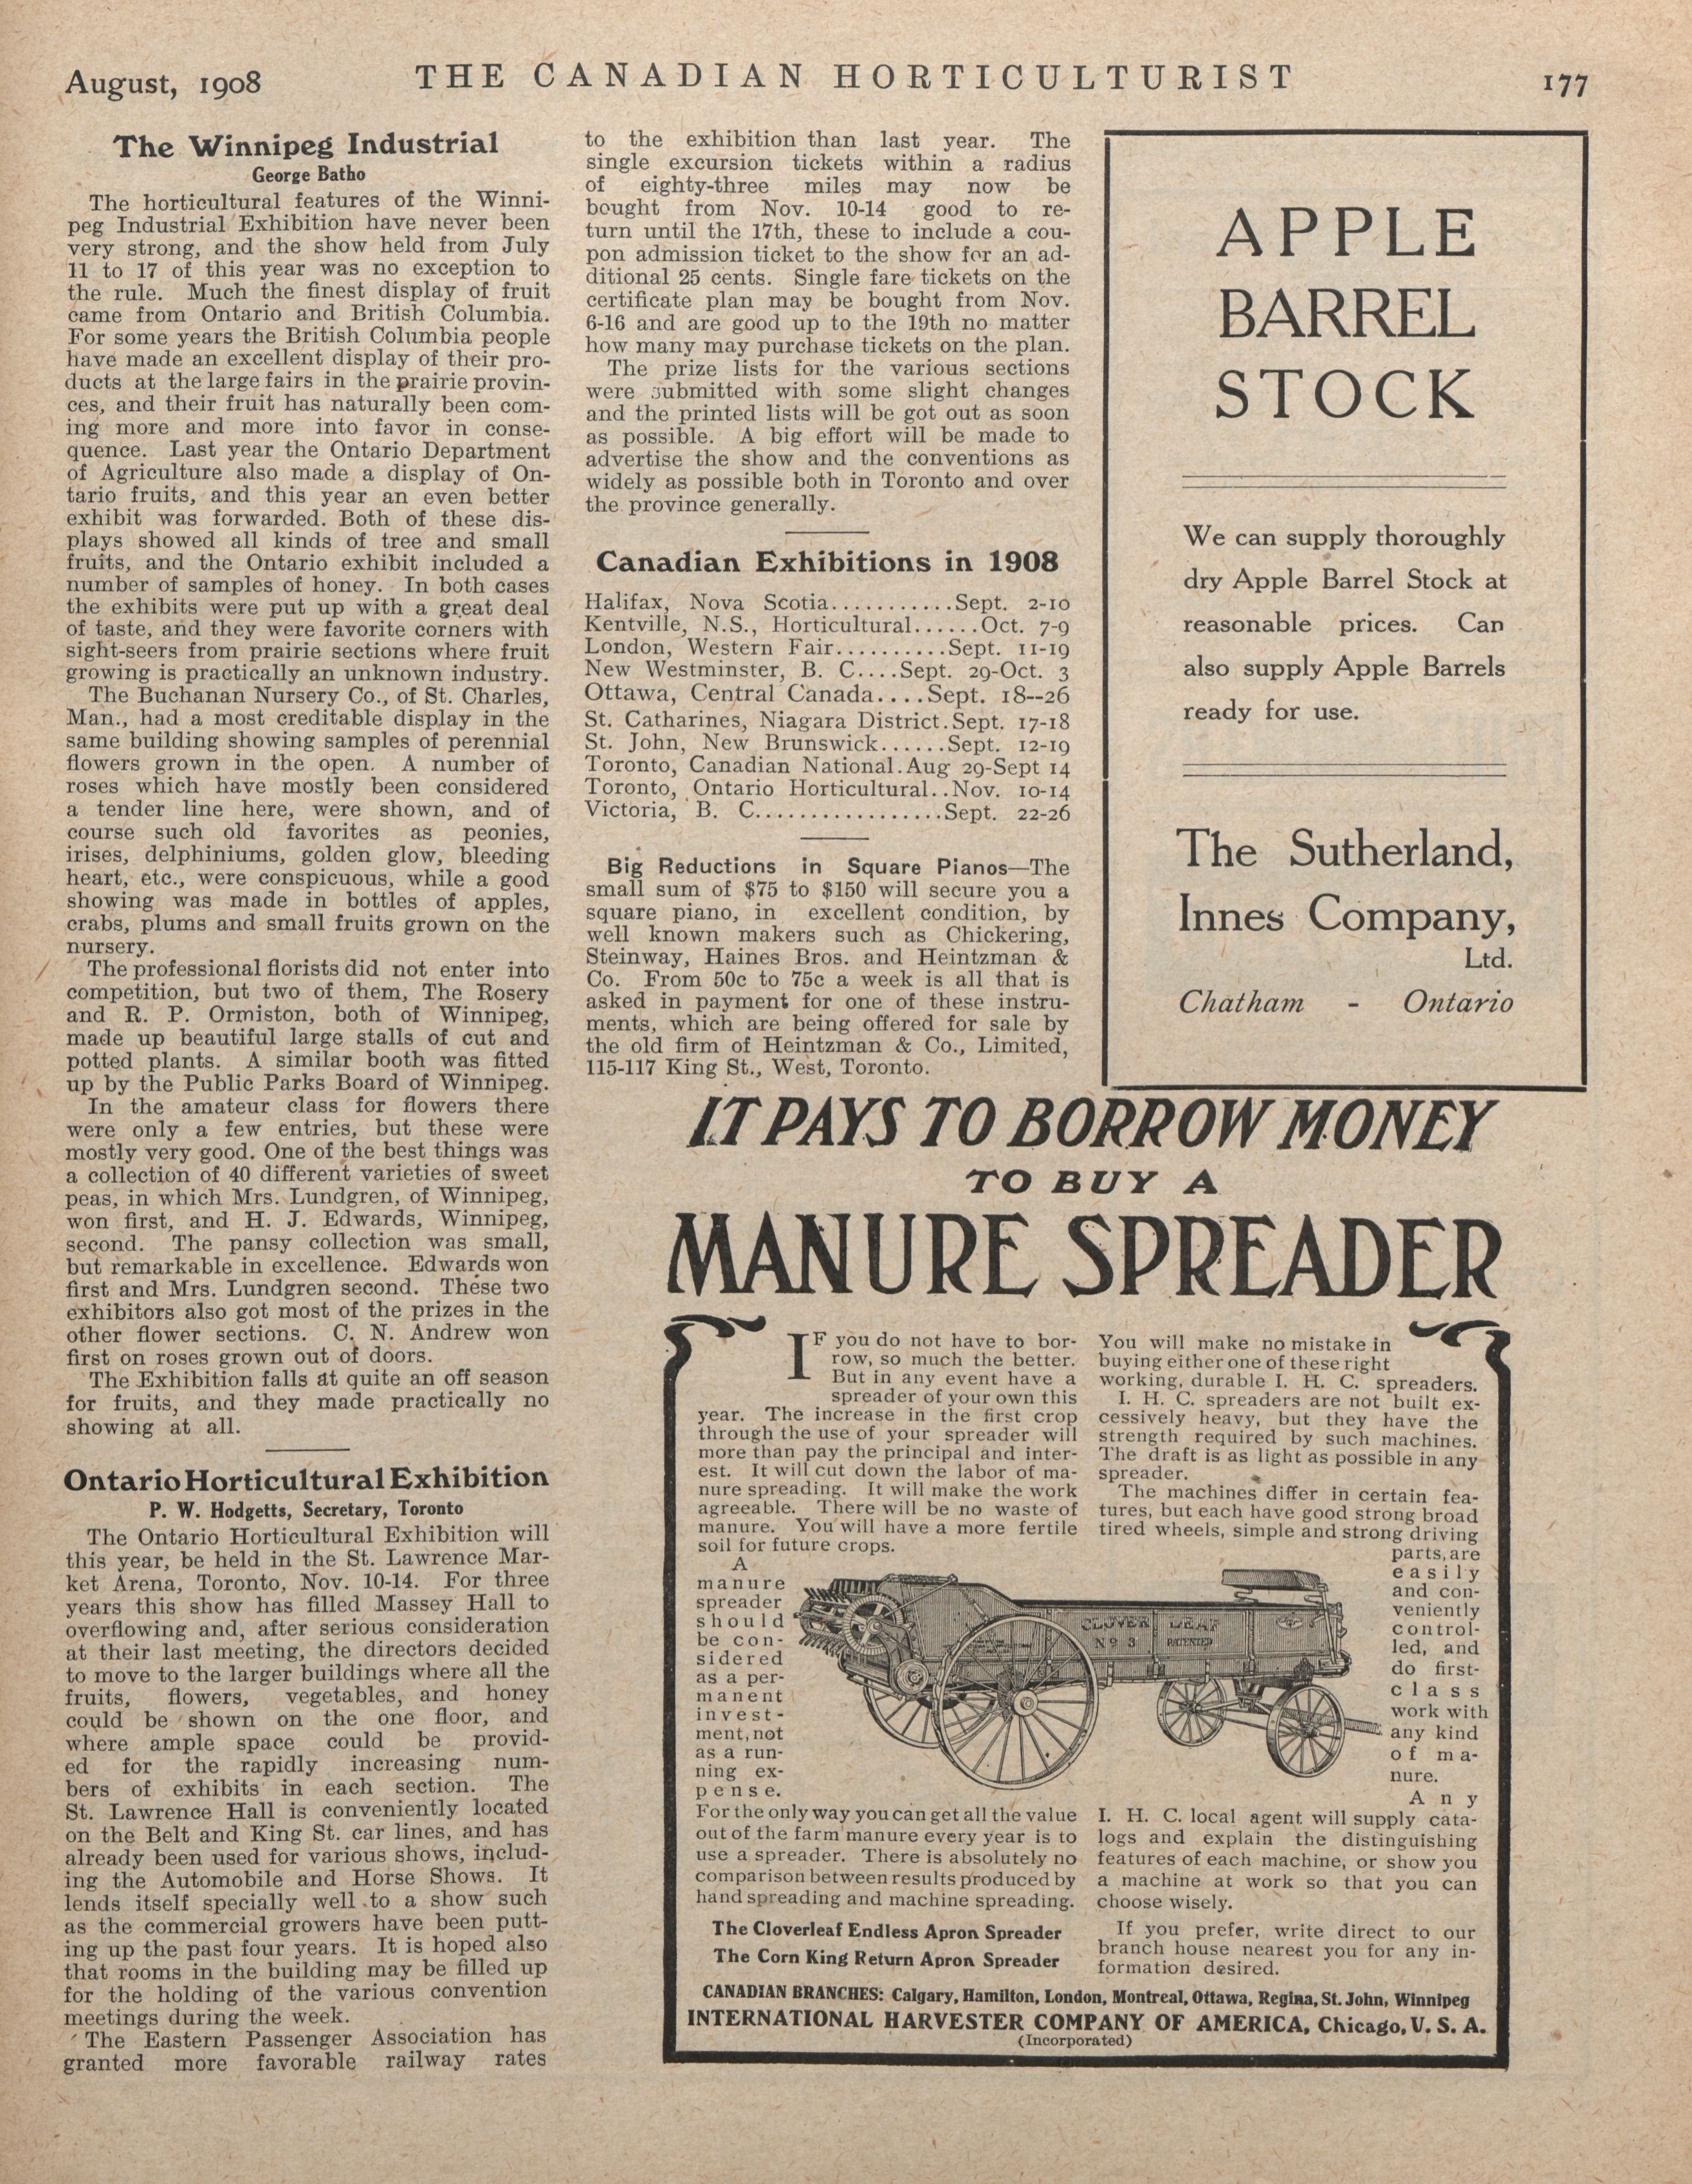 August, 1908
THE CANADIAN HORTICULTURIST
177
The Winnipeg Industrial
George Batho
The horticultural features of the Winni-
peg Industrial Exhibition have never been
very strong, and the show held from July
11 to 17 of this year was no exception to
the rule. Much the finest display of fruit
came from Ontario and British Columbia.
For some years the British Columbia people
have made an excellent display of their pro-
ducts at the large fairs in the prairie provin-
ces, and their fruit has naturally been com-
ing more and more into favor in conse-
quence. Last year the Ontario Department
of Agriculture also made a display of On-
tario fruits, and this year an even better
exhibit was forwarded. Both of these dis-
plays showed all kinds of tree and small
fruits, and the Ontario exhibit included a
number of samples of honey. In both cases
the exhibits were put up with a great deal
of taste, and they were favorite corners with
sight-seers from prairie sections where fruit
growing is practically an unknown industry.
The Buchanan Nursery Co., of St. Charles,
Man., had a most creditable display in the
same building showing samples of perennial
flowers grown in the open. A number of
roses which have mostly been considered
a tender line here, were shown, and of
course such old favorites as peonies,
irises, delphiniums, golden glow, bleeding
heart, etc., were conspicuous, while a good
showing was made in bottles of apples,
crabs, plums and small fruits grown on the
nursery.
The professional florists did not enter into
competition, but two of them, The Rosery
and R. P. Ormiston, both of Winnipeg,
made up beautiful large stalls of cut and
potted plants. A similar booth was fitted
up by the Public Parks Board of Winnipeg.
In the amateur class for flowers there
were only a few entries, but these were
mostly very good. One of the best things was
a collection of 40 different varieties of sweet
peas, in which Mrs. Lundgren, of Winnipeg,
won first, and H. J. Edwards, Winnipeg,
second. The pansy collection was small,
but remarkable in excellence. Edwards won
first and Mrs. Lundgren second. These two
exhibitors also got most of the prizes in the
other flower sections. C. N. Andrew won
first on roses grown out of doors.
The Exhibition falls at quite an off season
for fruits, and they made practically no
showing at all.
Ontario Horticultural Exhibition
P. W. Hodgetts, Secretary, Toronto
The Ontario Horticultural Exhibition will
this year, be held in the St. Lawrence Mar-
ket Arena, Toronto, Nov. 10-14. For three
years this show has filled Massey Hall to
overflowing and, after serious consideration
at their last meeting, the directors decided
to move to the larger buildings where all the
fruits, flowers, vegetables, and honey
could be shown on the one floor, and
where ample space could be provid-
ed for the rapidly increasing num-
bers of exhibits in each section. The
St. Lawrence Hall is conveniently located
on the Belt and King St. car lines, and has
already been used for various shows, includ-
ing the Automobile and Horse Shows. It
lends itself specially well to a show such
as the commercial growers have been putt-
ing up the past four years. It is hoped also
that rooms in the building may be filled up
for the holding of the various convention
meetings during the week.
The Eastern Passenger Association has
granted more favorable railway rates
to the exhibition than last year. The
single excursion tickets within a radius
of eighty-three miles may now be
bought from Nov. 10-14 good to re-
turn until the 17th, these to include a cou-
pon admission ticket to the show for an ad-
ditional 25 cents. Single fare tickets on the
certificate plan may be bought from Nov.
6-16 and are good up to the 19th no matter
how many may purchase tickets on the plan.
The prize lists for the various sections
were submitted with some slight changes
and the printed lists will be got out as soon
as possible. A big effort will be made to
advertise the show and the conventions as
widely as possible both in Toronto and over
the province generally.
Canadian Exhibitions in 1908
Halifax, Nova Scotia...........Sept. 2-10
Kentville, N.S., Horticultural......Oct. 7-9
London, Western Fair..........Sept. 11-19
New Westminster, B. C....Sept. 29-Oct. 3
Ottawa, Central Canada....Sept. 18--26
St. Catharines, Niagara District.Sept. 17-18
St. John, New Brunswick......Sept. 12-19
Toronto, Canadian National.Aug 29-Sept 14
Toronto, Ontario Horticultural..Nov. 10-14
Victoria, B. C.................Sept. 22-26
Big Reductions in Square Pianos—The
small sum of $75 to $150 will secure you a
square piano, in excellent condition, by
well known makers such as Chickering,
Steinway, Haines Bros. and Heintzman &
Co. From 50c to 75c a week is all that is
asked in payment for one of these instru-
ments, which are being offered for sale by
the old firm of Heintzman & Co., Limited,
115-117 King St., West, Toronto.
APPLE
BARREL
STOCK
We can supply thoroughly
dry Apple Barrel Stock at
reasonable prices. Can
also supply Apple Barrels
ready for use.
The Sutherland,
Innes Company,
Ltd.
Chatham - Ontario
IT PAYS TO BORROW MONEY
TO BUY A
MANURE SPREADER
IF you do not have to bor-
row, so much the better.
But in any event have a
spreader of your own this
year. The increase in the first crop
through the use of your spreader will
more than pay the principal and inter-
est. It will cut down the labor of ma-
nure spreading. It will make the work
agreeable. There will be no waste of
manure. You will have a more fertile
soil for future crops.
A
manure
spreader
should
be con-
sidered
as a per-
manent
invest-
ment, not
as a run-
ning ex-
pense.
For the only way you can get all the value
out of the farm manure every year is to
use a spreader. There is absolutely no
comparison between results produced by
hand spreading and machine spreading.
The Cloverleaf Endless Apron Spreader
The Corn King Return Apron Spreader
CLOVER LEAF
No 3 PATENTED
You will make no mistake in
buying either one of these right
working, durable I. H. C. spreaders.
I. H. C. spreaders are not built ex-
cessively heavy, but they have the
strength required by such machines.
The draft is as light as possible in any
spreader.
The machines differ in certain fea-
tures, but each have good strong broad
tired wheels, simple and strong driving
parts, are
easily
and con-
veniently
control-
led, and
do first-
class
work with
any kind
of ma-
nure.
Any
I. H. C. local agent will supply cata-
logs and explain the distinguishing
features of each machine, or show you
a machine at work so that you can
choose wisely.
If you prefer, write direct to our
branch house nearest you for any in-
formation desired.
CANADIAN BRANCHES: Calgary, Hamilton, London, Montreal, Ottawa, Regina, St. John, Winnipeg
INTERNATIONAL HARVESTER COMPANY OF AMERICA, Chicago, U. S. A.
(Incorporated)